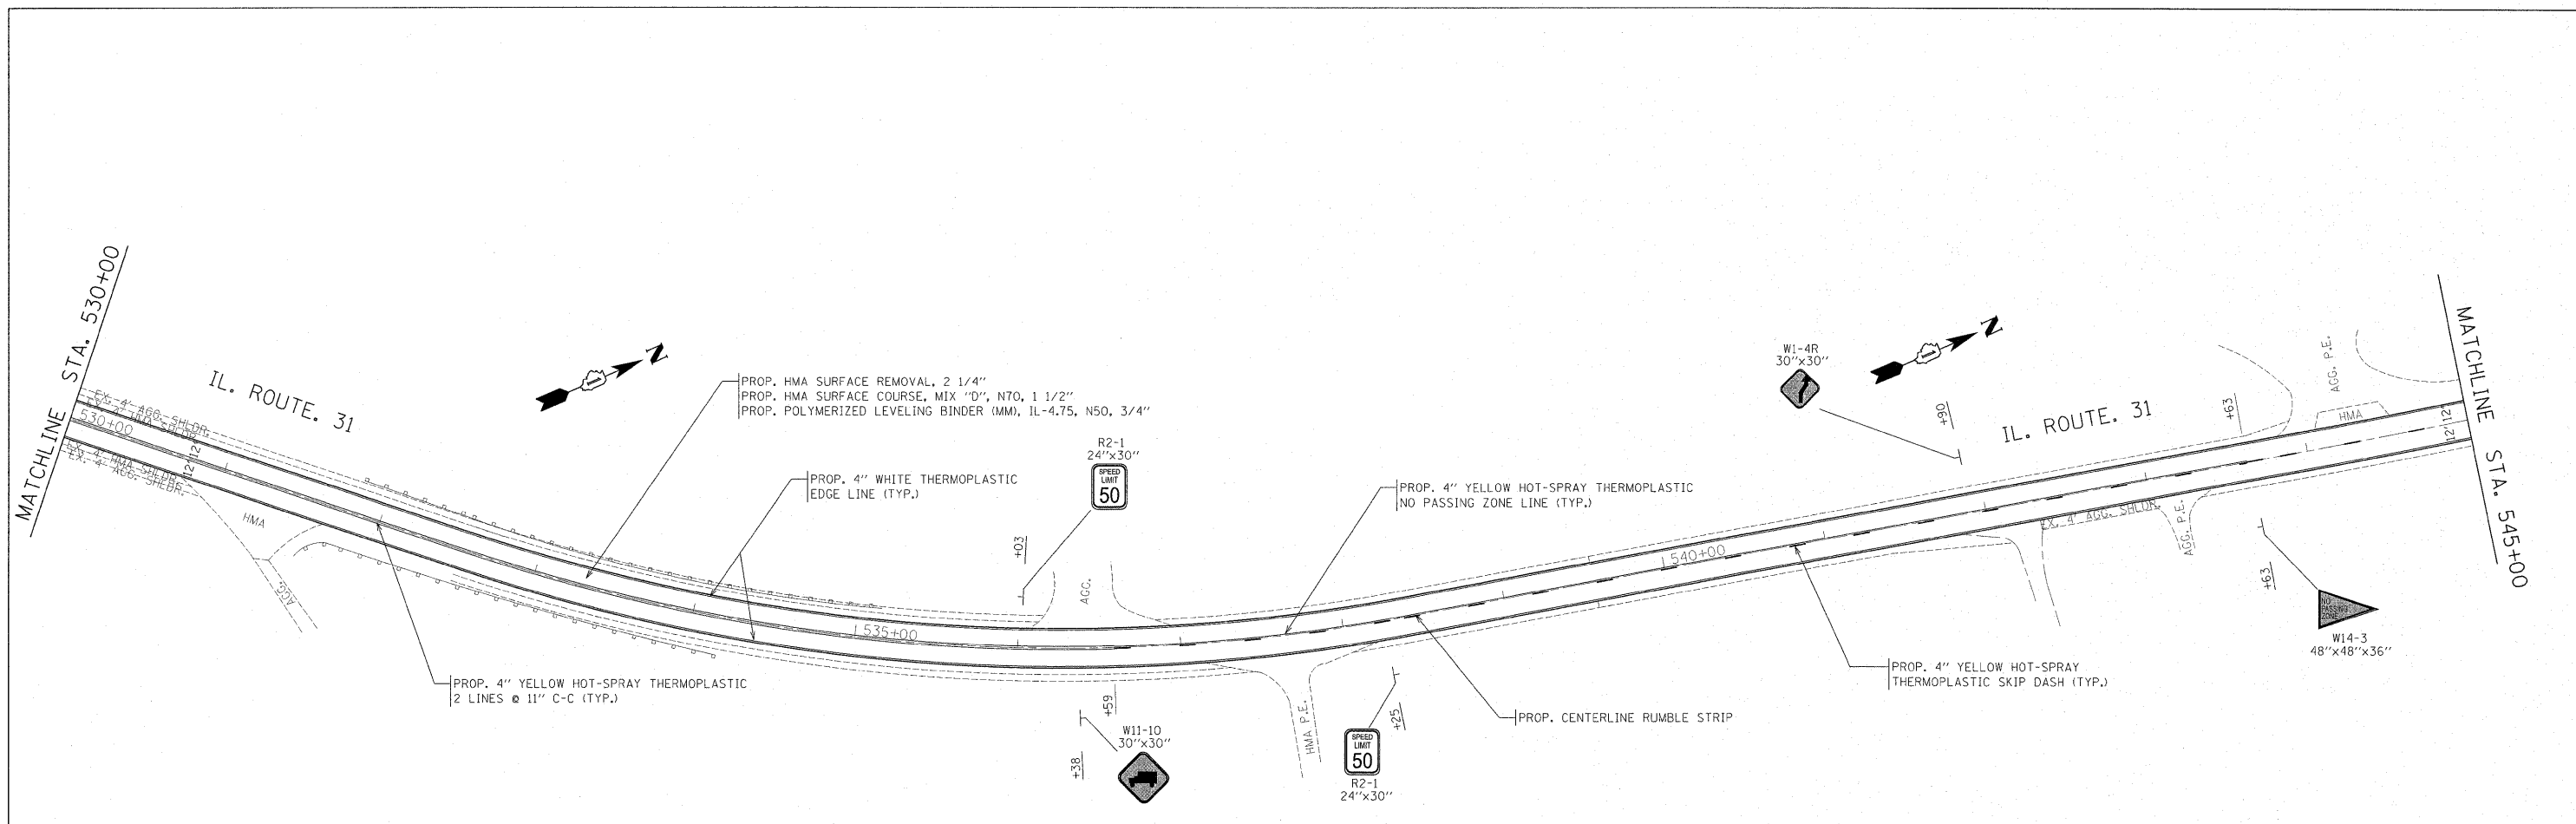 MATCHLINE STA. 530+00
IL. ROUTE. 31
EX. 4' AGG. SHLDR.
EX. 4' HMA SHLDR.
530+00
12'
12'
EX. 4' HMA SHLDR.
EX. 4' AGG. SHLDR.
HMA
AGG.
N
PROP. HMA SURFACE REMOVAL, 2 1/4"
PROP. HMA SURFACE COURSE, MIX "D", N70, 1 1/2"
PROP. POLYMERIZED LEVELING BINDER (MM), IL-4.75, N50, 3/4"
PROP. 4" WHITE THERMOPLASTIC
EDGE LINE (TYP.)
R2-1
24"x30"
SPEED
LIMIT
50
+03
AGG.
535+00
PROP. 4" YELLOW HOT-SPRAY THERMOPLASTIC
2 LINES @ 11" C-C (TYP.)
+59
+38
W11-10
30"x30"
HMA P.E.
+25
SPEED
LIMIT
50
R2-1
24"x30"
PROP. 4" YELLOW HOT-SPRAY THERMOPLASTIC
NO PASSING ZONE LINE (TYP.)
PROP. CENTERLINE RUMBLE STRIP
540+00
W1-4R
30"x30"
N
+90
IL. ROUTE. 31
+63
AGG. P.E.
HMA
12'
12'
EX. 4' AGG. SHLDR.
AGG. P.E.
PROP. 4" YELLOW HOT-SPRAY
THERMOPLASTIC SKIP DASH (TYP.)
+63
NO
PASSING
ZONE
W14-3
48"x48"x36"
MATCHLINE STA. 545+00